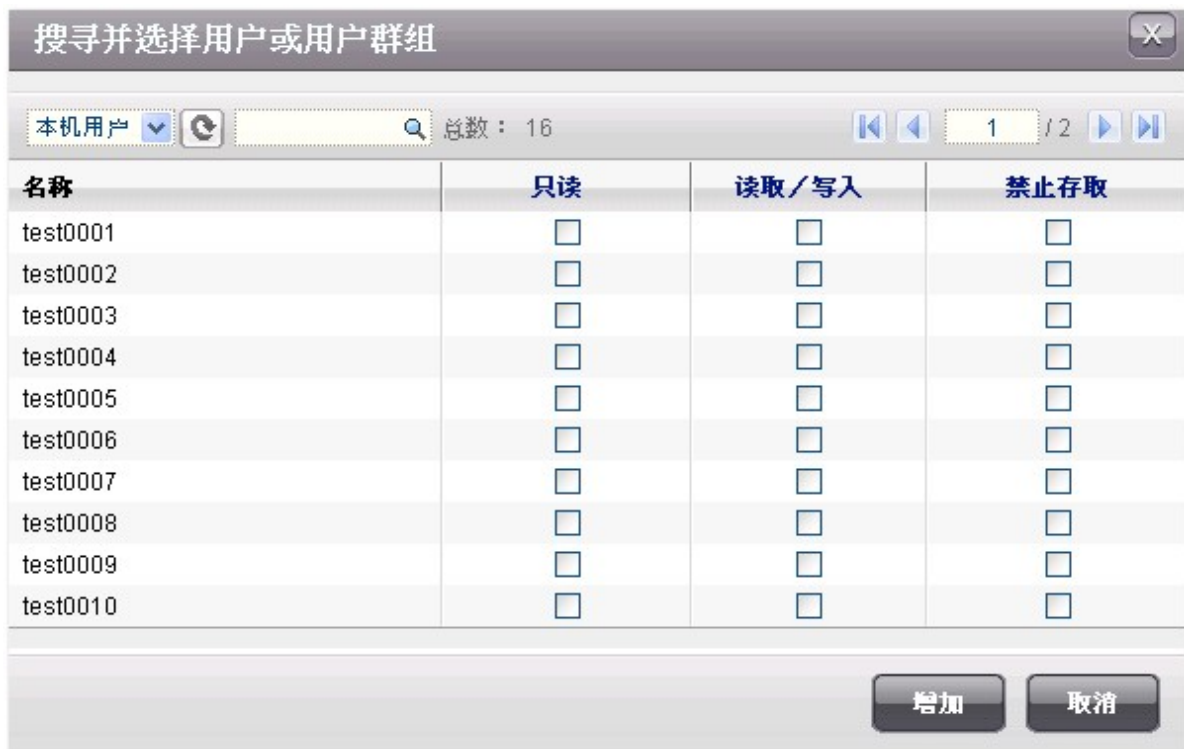 搜寻并选择用户或用户群组 X
本机用户 总数： 16 1 / 2
名称 只读 读取／写入 禁止存取
test0001
test0002
test0003
test0004
test0005
test0006
test0007
test0008
test0009
test0010
增加 取消